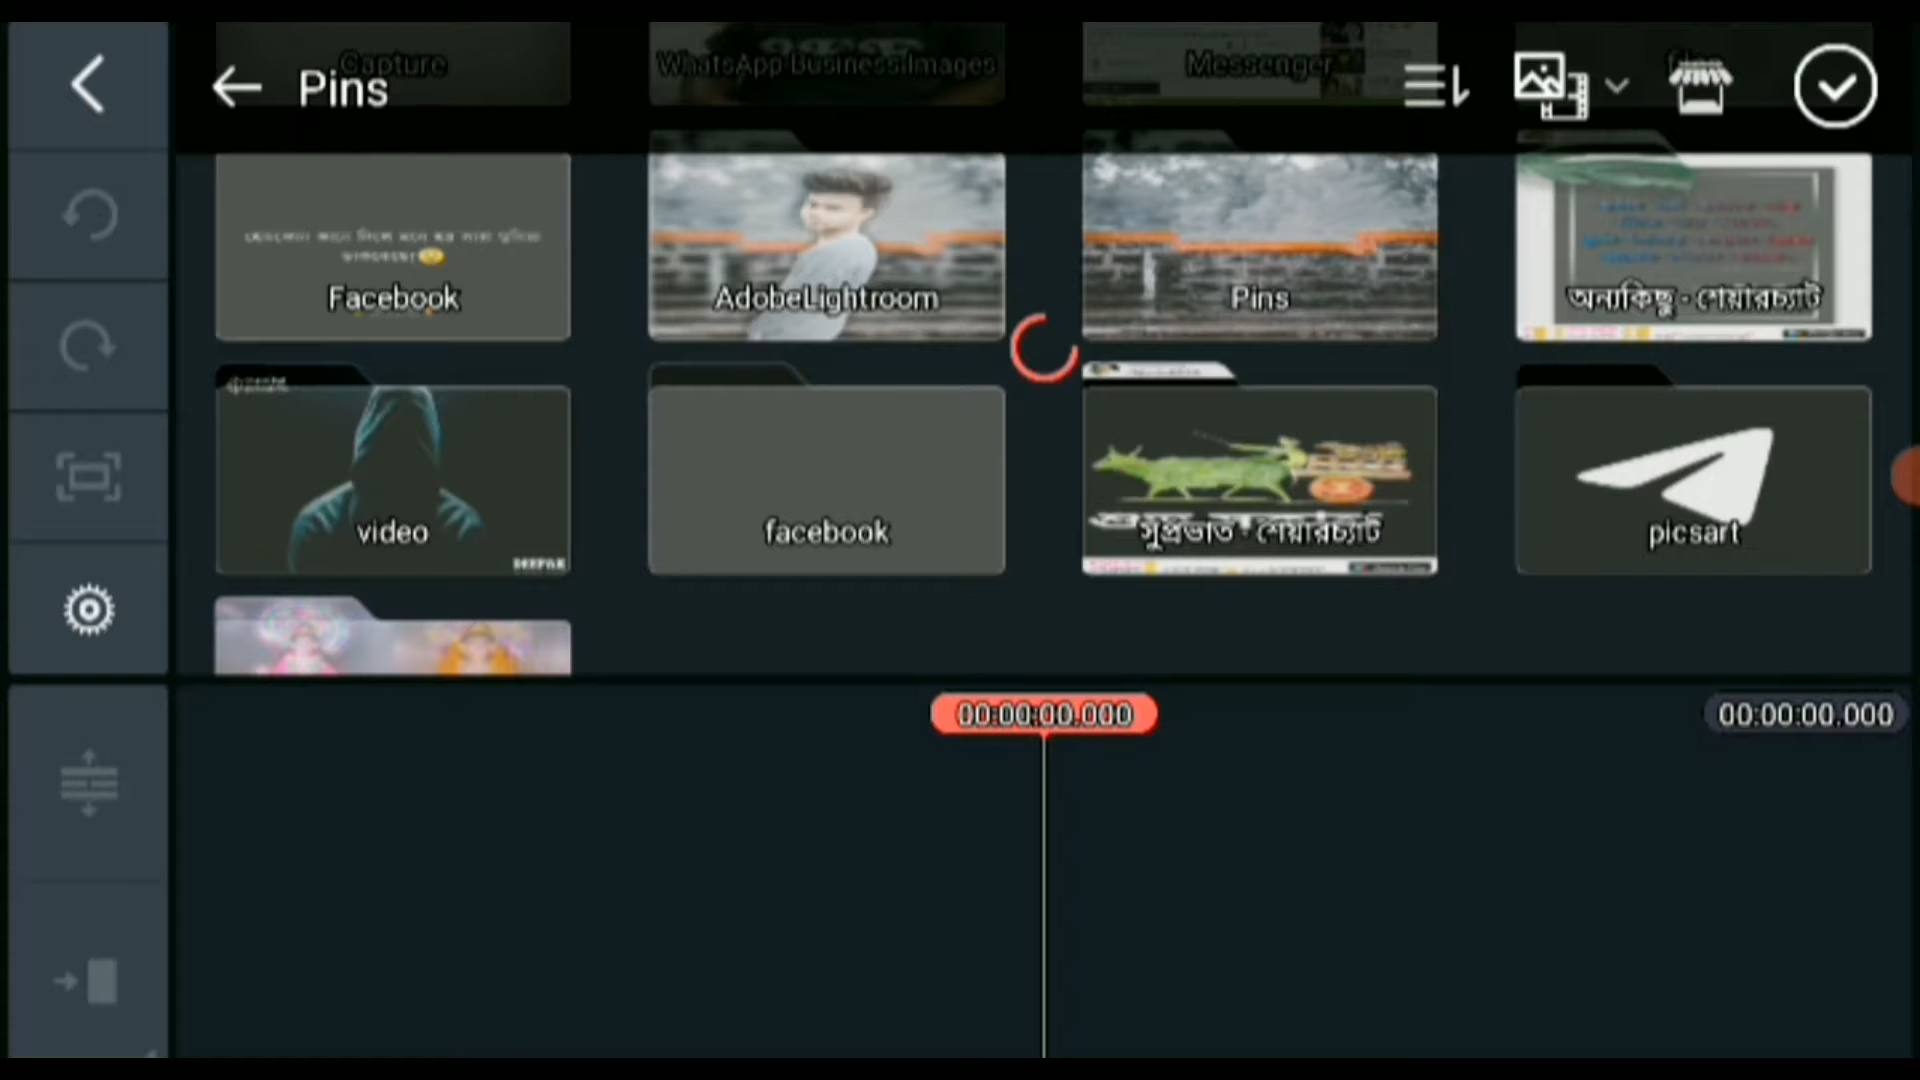 Pins
Capture
WhatsApp Business Images
Messenger
Facebook
AdobeLightroom
Pins
অন্যকিছু - শেয়ারচ্যাট
video
DEEPAK
facebook
সুপ্রভাত - শেয়ারচ্যাট
picsart
00:00:00.000
00:00:00.000